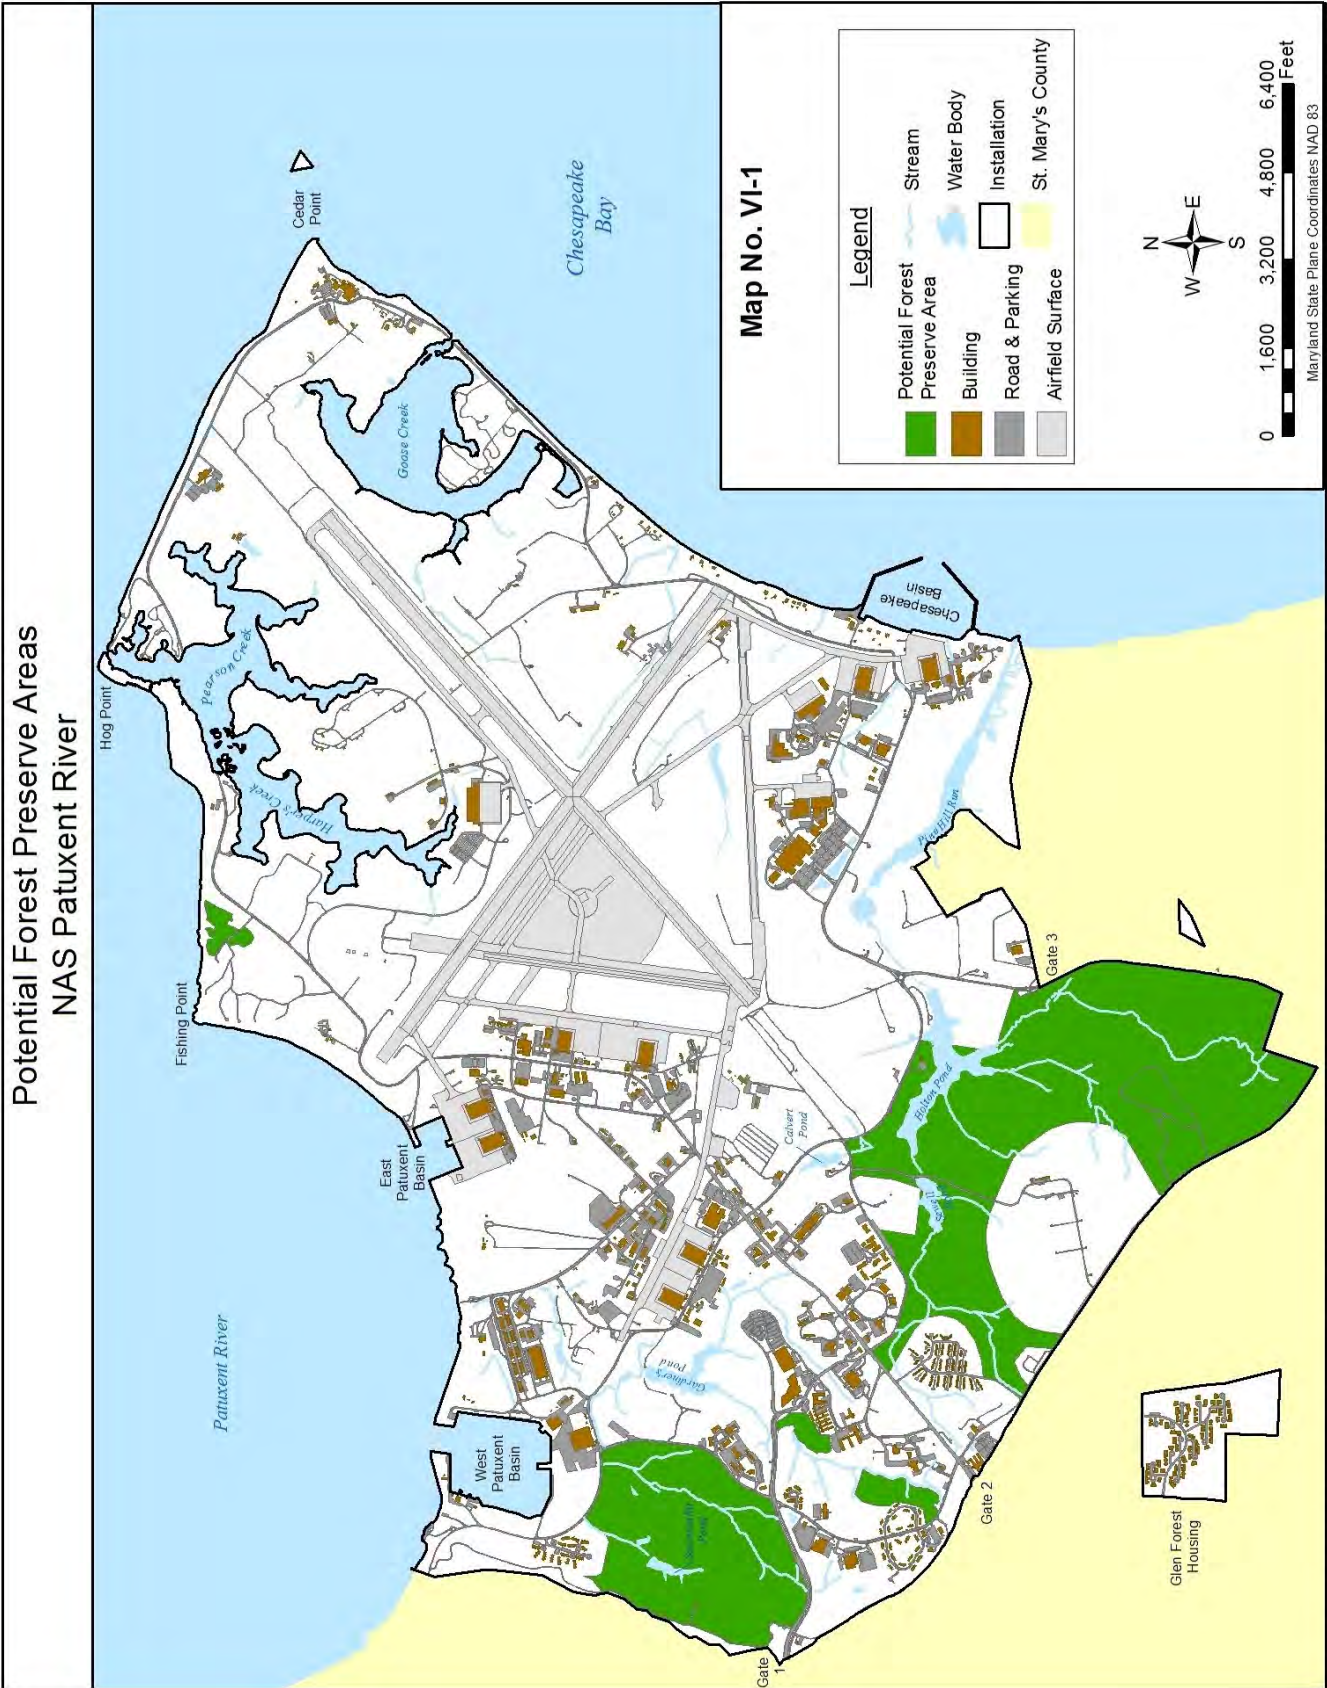 Potential Forest Preserve Areas
NAS Patuxent River
Cedar
Point
Chesapeake
Bay
Goose Creek
Hog Point
Pearson Creek
Harper's Creek
Fishing Point
Patuxent River
East
Patuxent
Basin
West
Patuxent
Basin
Chesapeake
Basin
Pine Hill Run
Gate 3
Holton Pond
Calvert
Pond
Gardiner's
Pond
Pond
Gate 2
Gate
1
Glen Forest
Housing
Map No. VI-1
Legend
Potential Forest
Preserve Area
Building
Road & Parking
Airfield Surface
Stream
Water Body
Installation
St. Mary's County
N
W
E
S
0
1,600
3,200
4,800
6,400
Feet
Maryland State Plane Coordinates NAD 83